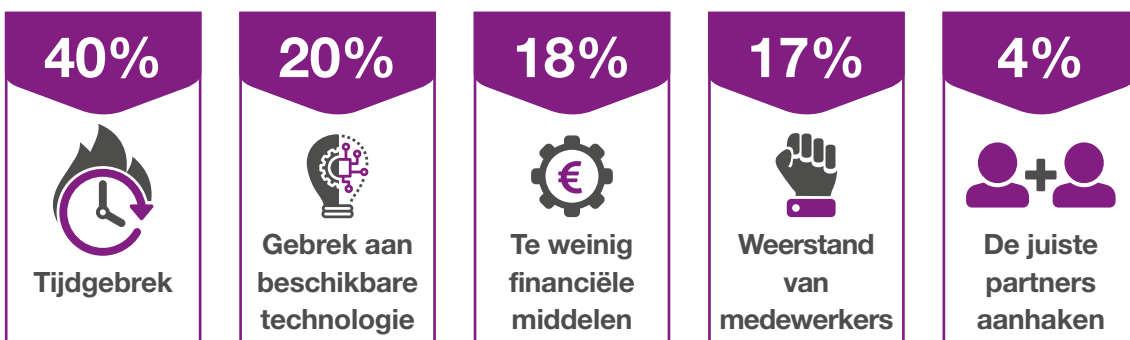 40%
Tijdgebrek
20%
Gebrek aan
beschikbare
technologie
18%
€
Te weinig
financiële
middelen
17%
Weerstand
van
medewerkers
4%
De juiste
partners
aanhaken